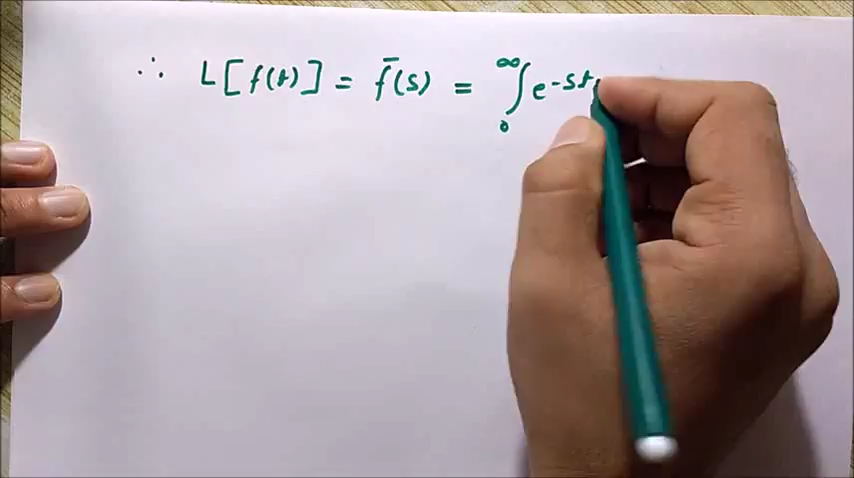 ∴ L[f(t)] = f̄(s) = ∫₀^∞ e^-st